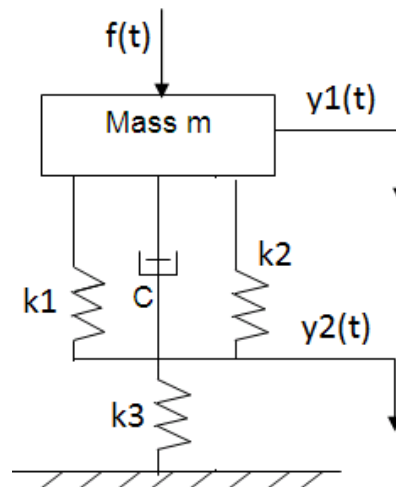 f(t)
Mass m
y1(t)
k1
C
k2
y2(t)
k3